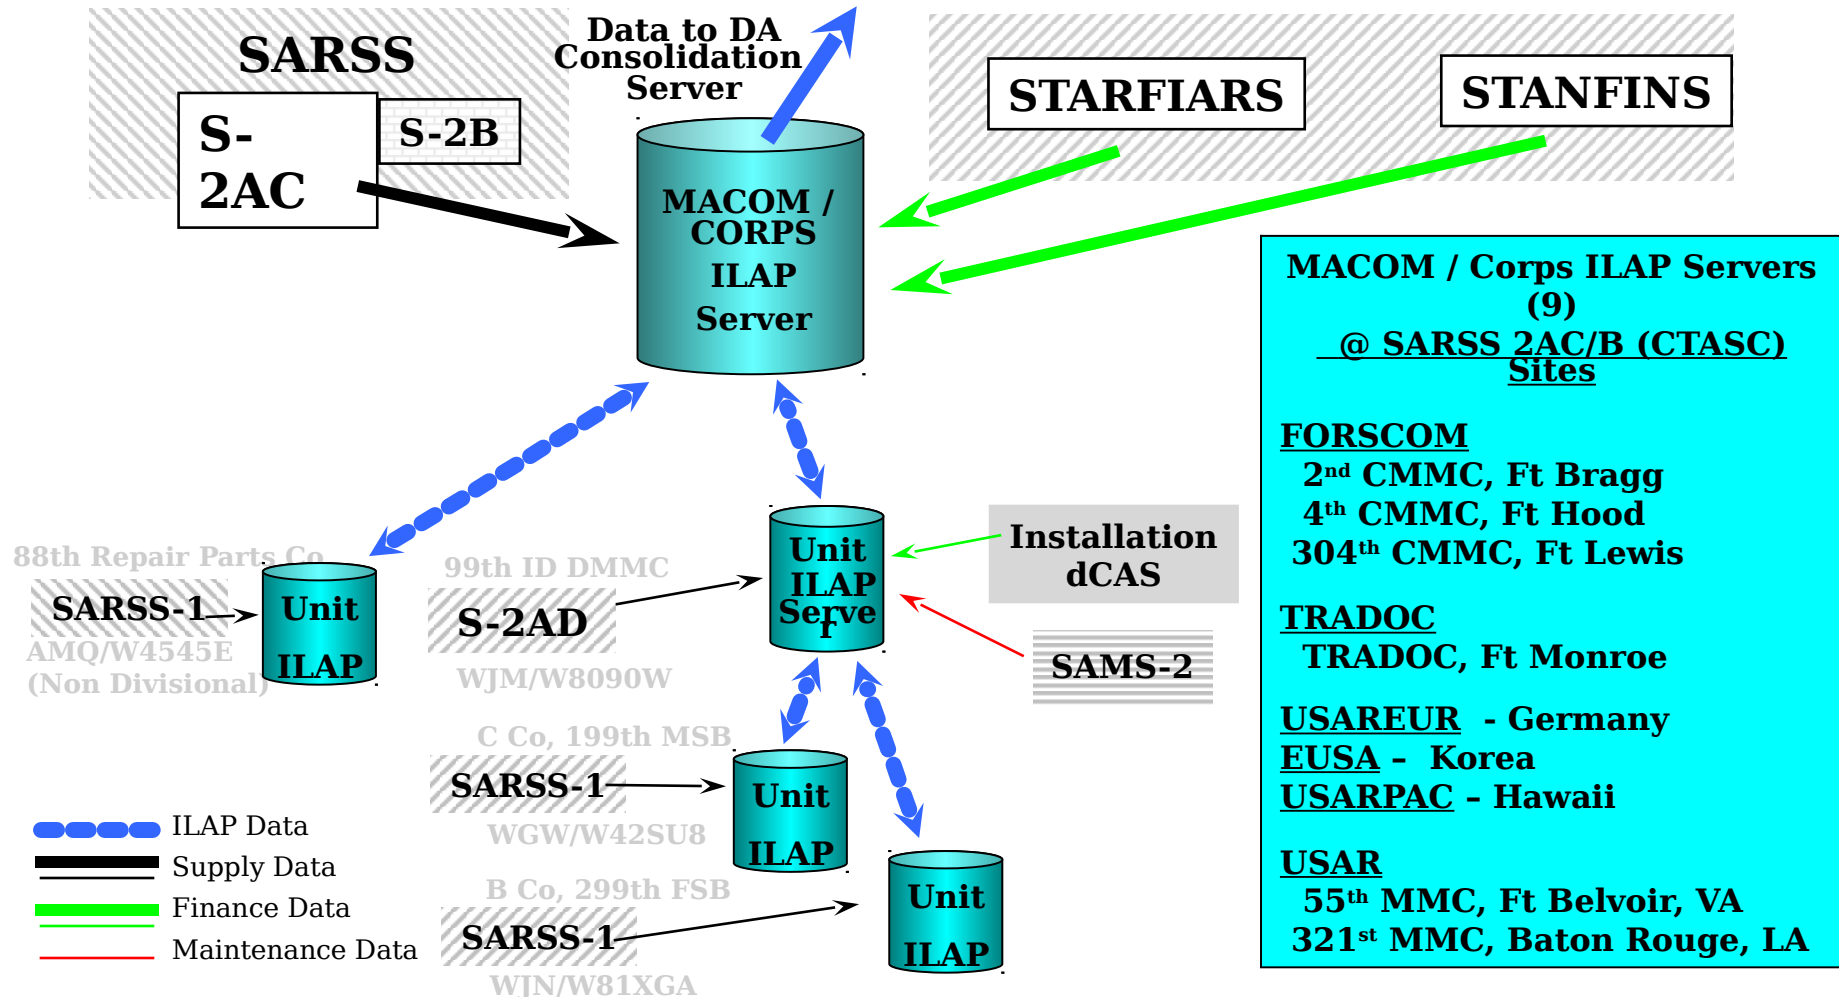 SARSS
S-
2AC
S-2B
Data to DA
Consolidation
Server
STARFIARS
STANFINS
MACOM /
CORPS
ILAP
Server
MACOM / Corps ILAP Servers
(9)
@ SARSS 2AC/B (CTASC)
Sites
FORSCOM
2nd CMMC, Ft Bragg
4th CMMC, Ft Hood
304th CMMC, Ft Lewis
TRADOC
TRADOC, Ft Monroe
USAREUR - Germany
EUSA – Korea
USARPAC – Hawaii
USAR
55th MMC, Ft Belvoir, VA
321st MMC, Baton Rouge, LA
88th Repair Parts Co
SARSS-1
AMQ/W4545E
(Non Divisional)
Unit
ILAP
99th ID DMMC
S-2AD
WJM/W8090W
Unit
ILAP
Serve
r
Installation
dCAS
SAMS-2
C Co, 199th MSB
SARSS-1
WGW/W42SU8
Unit
ILAP
B Co, 299th FSB
SARSS-1
WJN/W81XGA
Unit
ILAP
ILAP Data
Supply Data
Finance Data
Maintenance Data